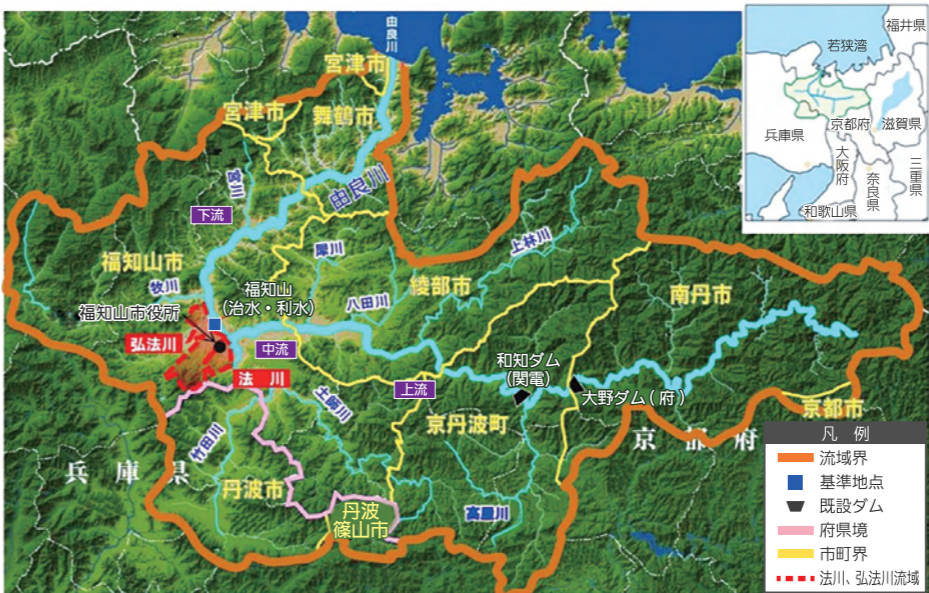 由良川
宮津市
宮津市
舞鶴市
宮川
由良川
下流
犀川
上林川
福知山市
牧川
福知山
（治水・利水）
八田川
綾部市
南丹市
福知山市役所
弘法川
中流
法　川
上流
和知ダム
（関電）
大野ダム(府)
土師川
京丹波町
京都市
竹田川
兵庫県
京都府
丹波市
丹波
篠山市
高屋川
福井県
若狭湾
兵庫県
京都府
滋賀県
大阪府
奈良県
三重県
和歌山県
凡　例
流域界
基準地点
既設ダム
府県境
市町界
法川、弘法川流域